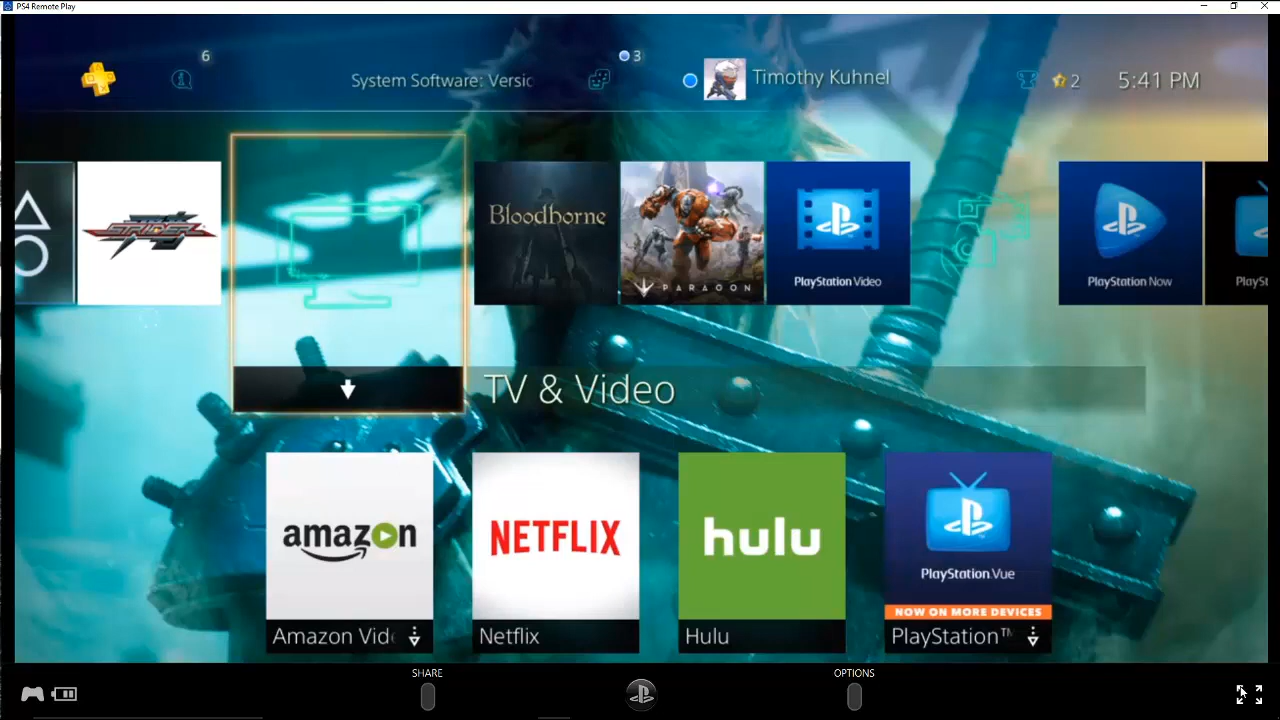 PS4 Remote Play
6
System Software: Versic
3
Timothy Kuhnel
2
5:41 PM
STRIDER
Bloodborne
PARAGON
PlayStation Video
PlayStation Now
PlayS
TV & Video
amazon
NETFLIX
hulu
PlayStation Vue
NOW ON MORE DEVICES
Amazon Vid
Netflix
Hulu
PlayStation™
SHARE
OPTIONS